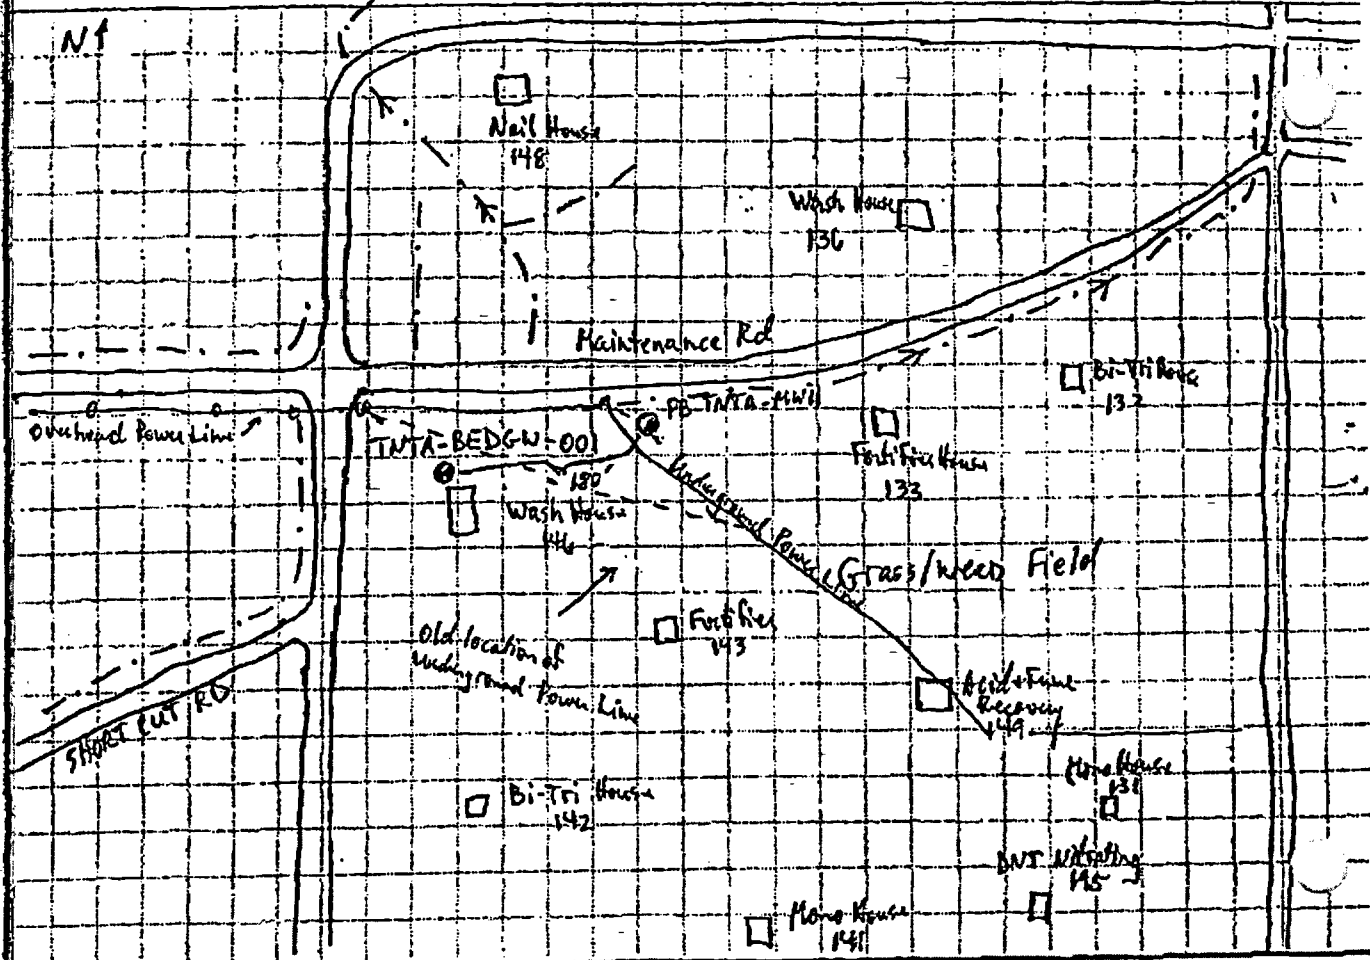 N
Nail House
148
Wash House
136
Maintenance Rd
Bi-Tri House
132
Overhead Power Line
PB-TNTA-MW11
TNTA-BEDGW-001
Fortifier House
133
180'
Wash House
146
Underground Power Line
Grass/weed Field
Fortifier
143
Old location of
Underground Power Line
SHORT CUT RD
Acid + Fume
Recovery
149
Mono House
131
Bi-Tri House
142
DNT Nitrating
145
Mono House
141